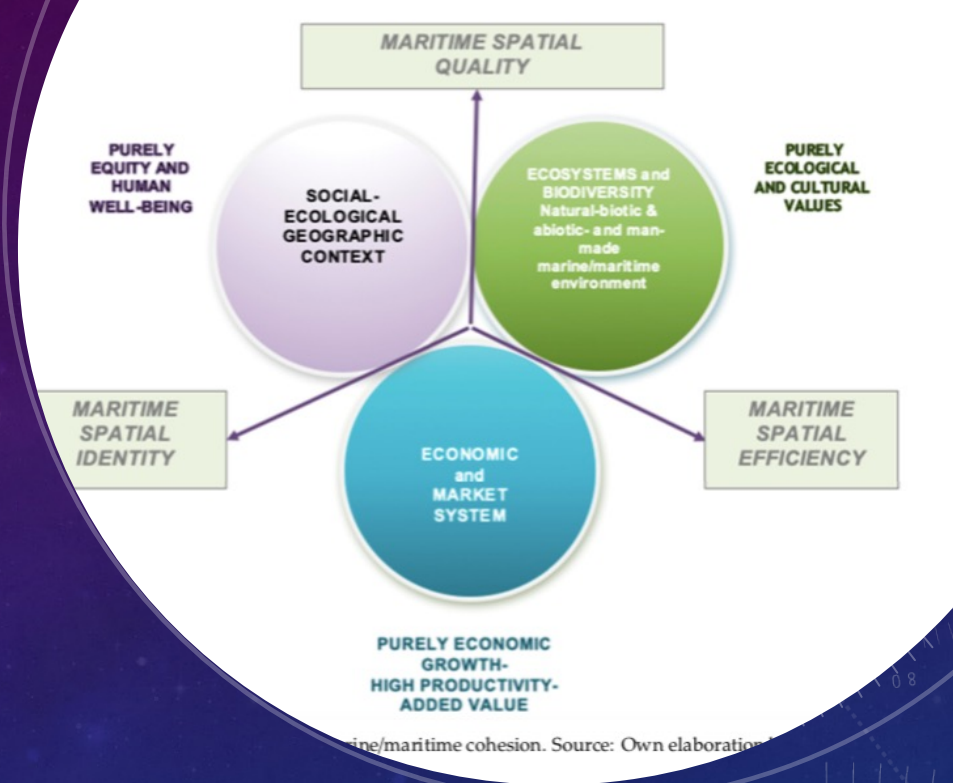 MARITIME SPATIAL
QUALITY
PURELY
EQUITY AND
HUMAN
WELL-BEING
SOCIAL-
ECOLOGICAL
GEOGRAPHIC
CONTEXT
ECOSYSTEMS and
BIODIVERSITY
Natural-biotic &
abiotic- and man-
made
marine/maritime
environment
PURELY
ECOLOGICAL
AND CULTURAL
VALUES
MARITIME
SPATIAL
IDENTITY
ECONOMIC
and
MARKET
SYSTEM
MARITIME
SPATIAL
EFFICIENCY
PURELY ECONOMIC
GROWTH-
HIGH PRODUCTIVITY-
ADDED VALUE
08
ine/maritime cohesion. Source: Own elaboration